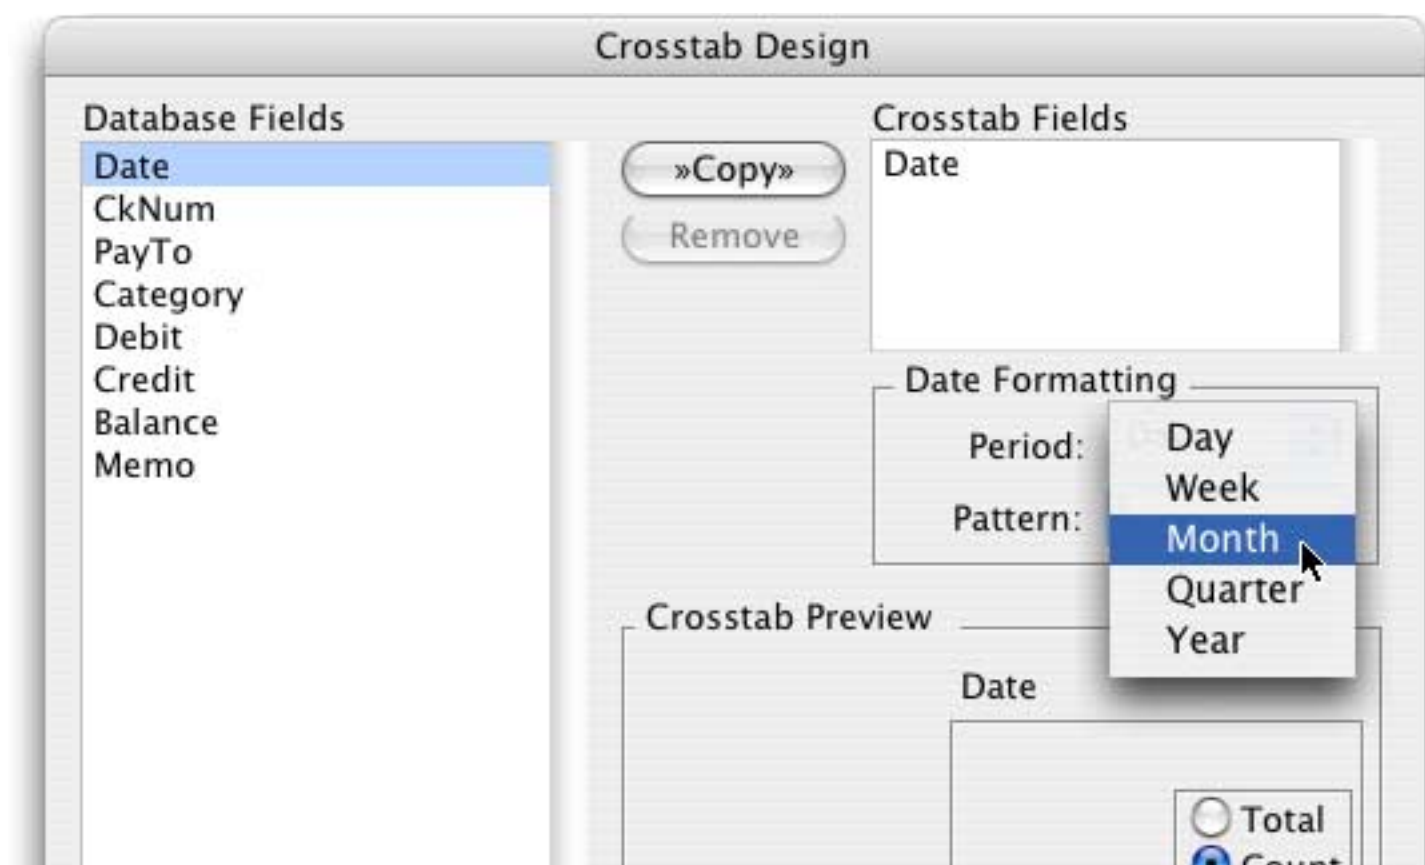 Crosstab Design
Database Fields
Date
CkNum
PayTo
Category
Debit
Credit
Balance
Memo
»Copy»
Remove
Crosstab Fields
Date
Date Formatting
Period:
Pattern:
Day
Week
Month
Quarter
Year
Crosstab Preview
Date
Total
Count